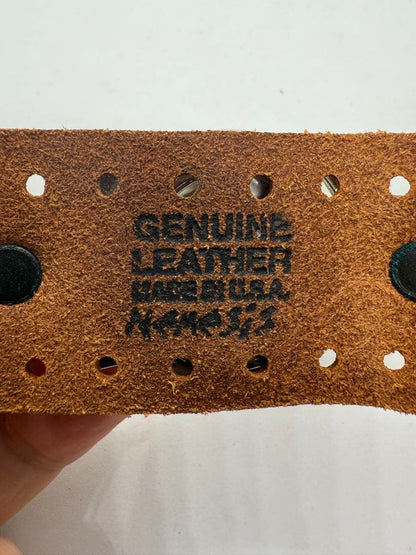 GENUINE
LEATHER
MADE IN U.S.A.
Nemesis